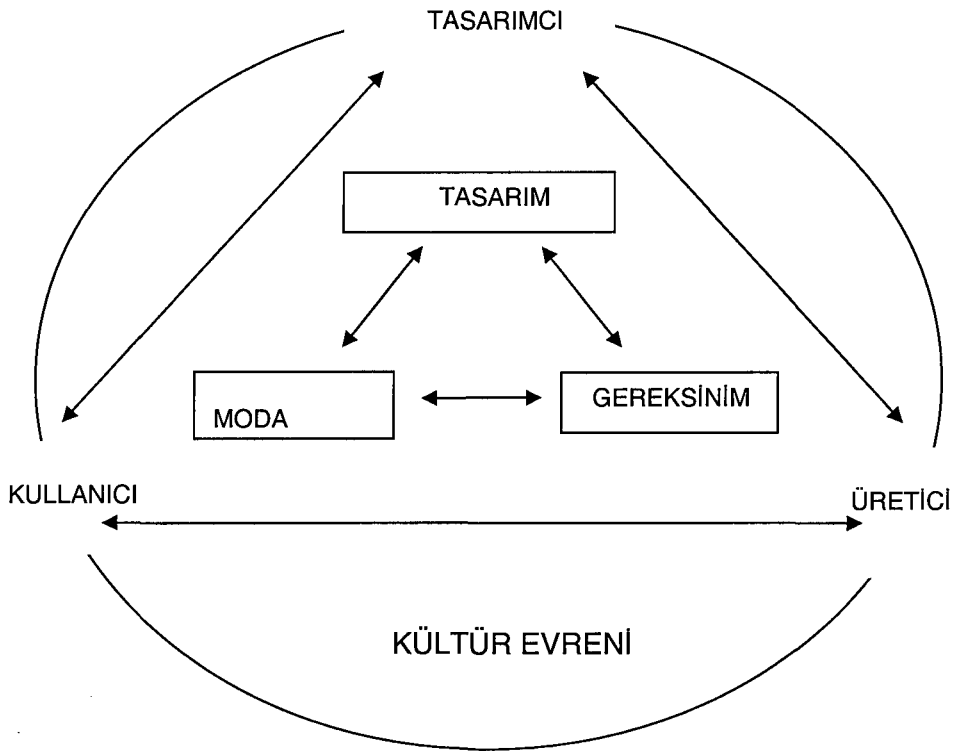 TASARIMCI
TASARIM
MODA
GEREKSİNİM
KULLANICI
ÜRETİCİ
KÜLTÜR EVRENİ